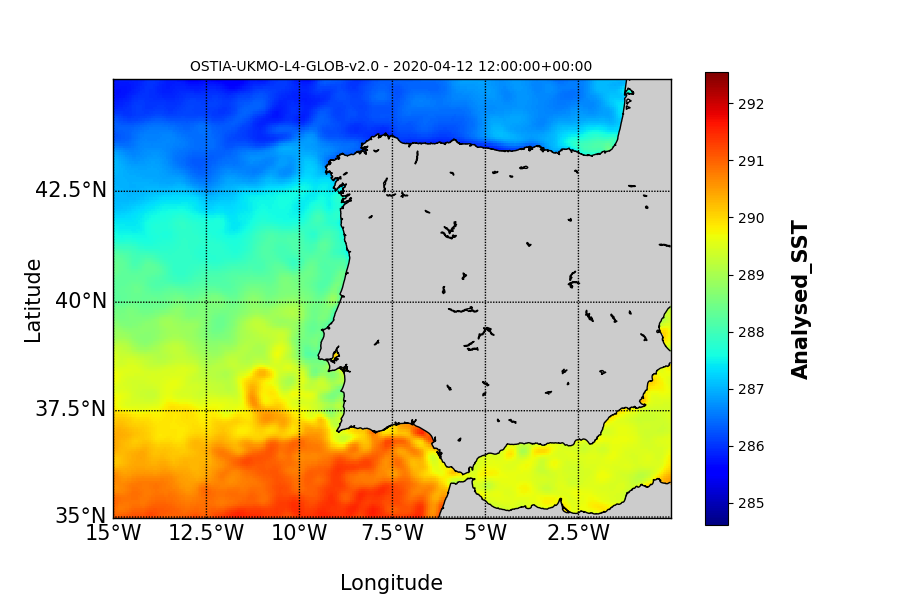 OSTIA-UKMO-L4-GLOB-v2.0 - 2020-04-12 12:00:00+00:00
42.5°N
40°N
37.5°N
35°N
Latitude
15°W 12.5°W 10°W 7.5°W 5°W 2.5°W
Longitude
292
291
290
289
288
287
286
285
Analysed_SST